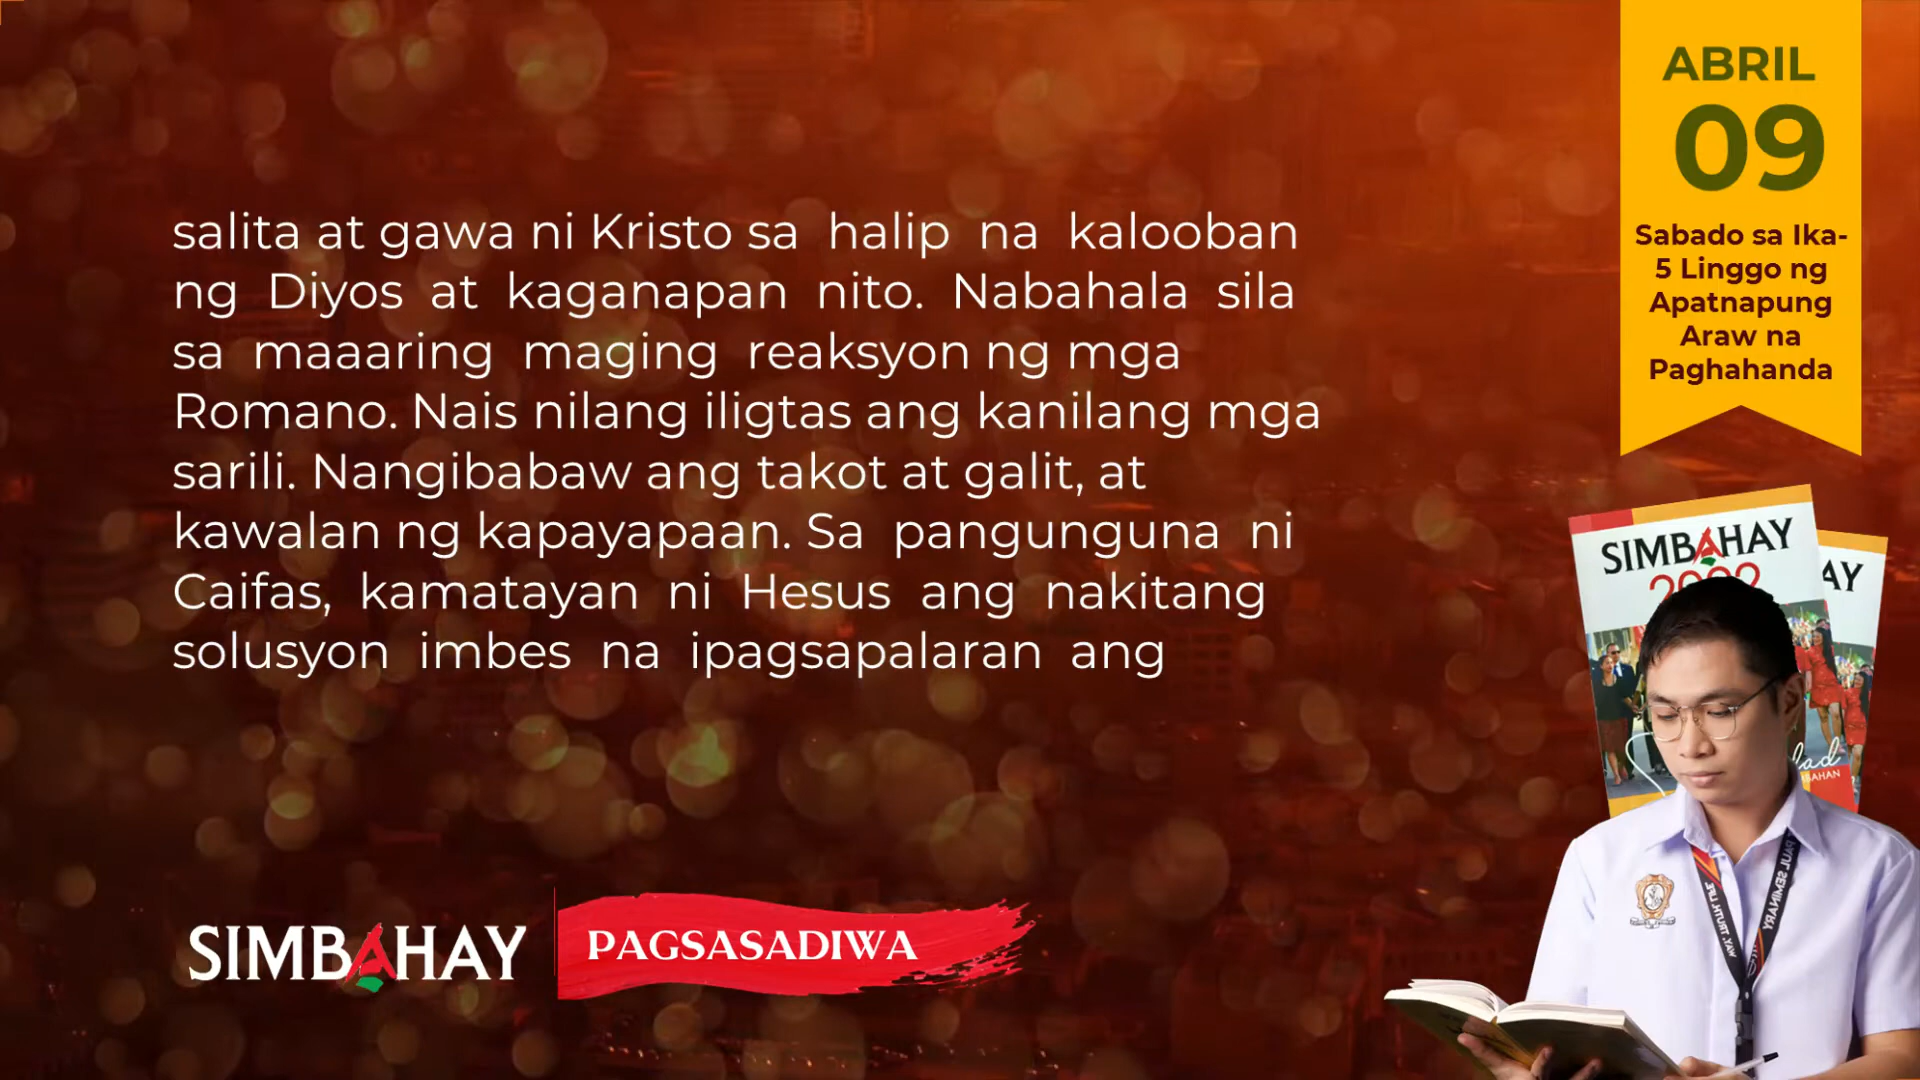 ABRIL
09
Sabado sa Ika-
5 Linggo ng
Apatnapung
Araw na
Paghahanda
salita at gawa ni Kristo sa halip na kalooban
ng Diyos at kaganapan nito. Nabahala sila
sa maaaring maging reaksyon ng mga
Romano. Nais nilang iligtas ang kanilang mga
sarili. Nangibabaw ang takot at galit, at
kawalan ng kapayapaan. Sa pangunguna ni
Caifas, kamatayan ni Hesus ang nakitang
solusyon imbes na ipagsapalaran ang
SIMBAHAY
AY
PAUL SEMINARY
SIMBAHAY
PAGSASADIWA